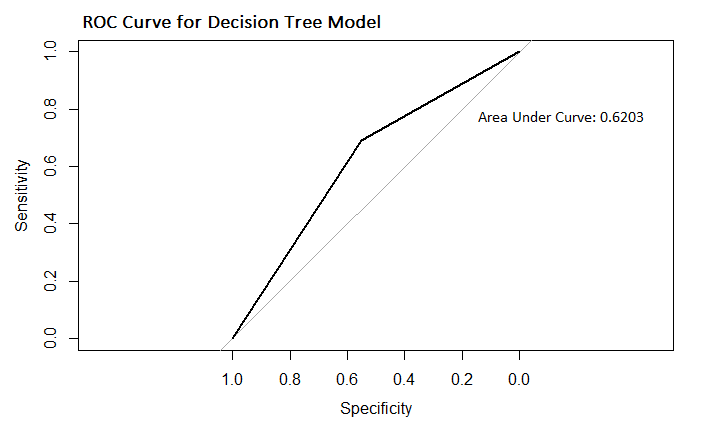 ROC Curve for Decision Tree Model
1.0
0.8
0.6
0.4
0.2
0.0
Sensitivity
Area Under Curve: 0.6203
1.0 0.8 0.6 0.4 0.2 0.0
Specificity